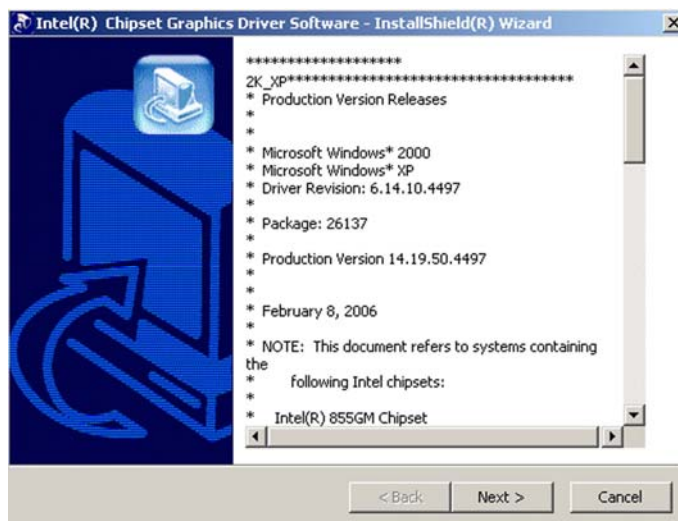 Intel(R) Chipset Graphics Driver Software - InstallShield(R) Wizard
*******************
2K_XP***********************************
* Production Version Releases
*
*
* Microsoft Windows* 2000
* Microsoft Windows* XP
* Driver Revision: 6.14.10.4497
*
* Package: 26137
*
* Production Version 14.19.50.4497
*
*
* February 8, 2006
*
* NOTE: This document refers to systems containing
the
* following Intel chipsets:
*
* Intel(R) 855GM Chipset
< Back
Next >
Cancel